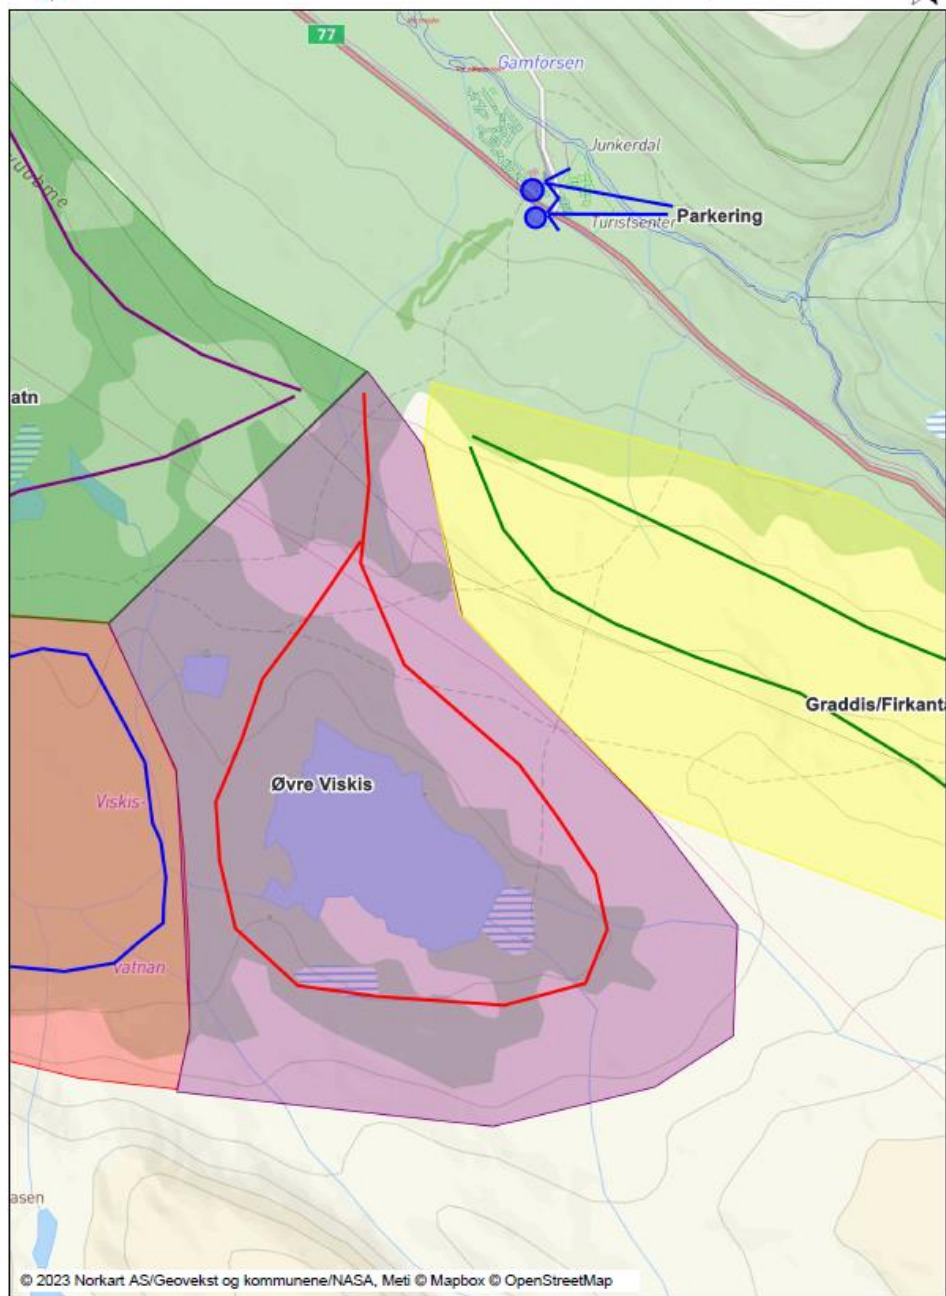 77
Gamforsen
Junkerdal
Turistsenter
Parkering
atn
Graddis/Firkant
Øvre Viskis
Viskis-
vatnan
asen
© 2023 Norkart AS/Geovekst og kommunene/NASA, Meti © Mapbox © OpenStreetMap